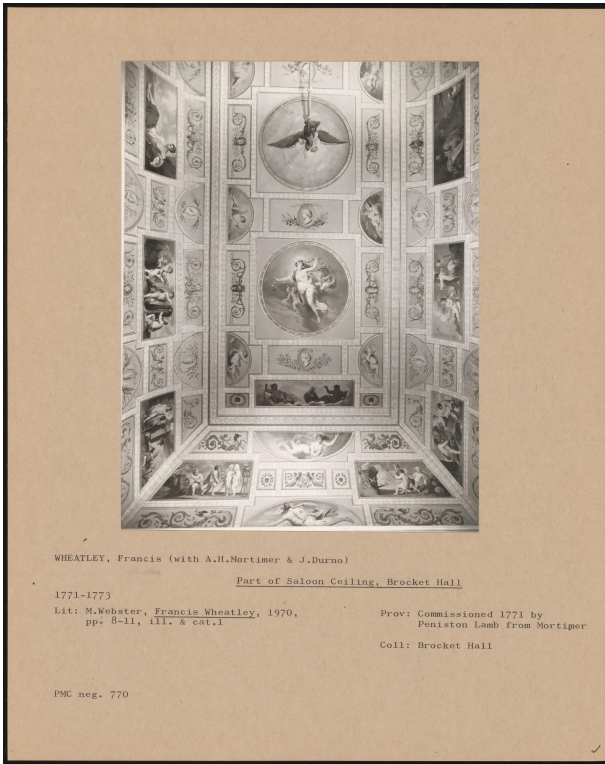 WHEATLEY, Francis (with A.H.Mortimer & J.Durno)
Part of Saloon Ceiling, Brocket Hall
1771-1773
Lit: M.Webster, Francis Wheatley, 1970,
pp. 8-11, ill. & cat.1
Prov: Commissioned 1771 by
Peniston Lamb from Mortimer
Coll: Brocket Hall
PMC neg. 770